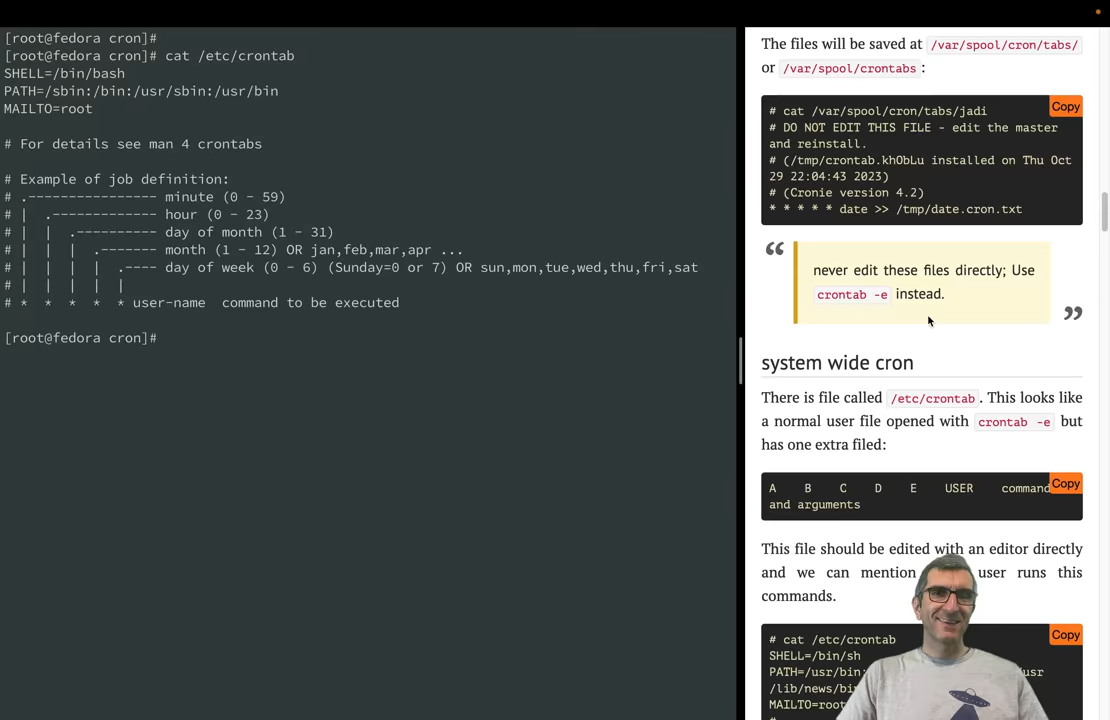 [root@fedora cron]#
[root@fedora cron]# cat /etc/crontab
SHELL=/bin/bash
PATH=/sbin:/bin:/usr/sbin:/usr/bin
MAILTO=root
# For details see man 4 crontabs
# Example of job definition:
# .---------------- minute (0 - 59)
# |  .------------- hour (0 - 23)
# |  |  .---------- day of month (1 - 31)
# |  |  |  .------- month (1 - 12) OR jan,feb,mar,apr ...
# |  |  |  |  .---- day of week (0 - 6) (Sunday=0 or 7) OR sun,mon,tue,wed,thu,fri,sat
# |  |  |  |  |
# *  *  *  *  * user-name  command to be executed
[root@fedora cron]#
The files will be saved at /var/spool/cron/tabs/
or /var/spool/crontabs :
Copy
# cat /var/spool/cron/tabs/jadi
# DO NOT EDIT THIS FILE - edit the master
and reinstall.
# (/tmp/crontab.khObLu installed on Thu Oct
29 22:04:43 2023)
# (Cronie version 4.2)
* * * * * date >> /tmp/date.cron.txt
“
never edit these files directly; Use
crontab -e instead.
”
system wide cron
There is file called /etc/crontab . This looks like
a normal user file opened with crontab -e but
has one extra filed:
Copy
A    B    C    D    E    USER    command
and arguments
This file should be edited with an editor directly
and we can mention user runs this
commands.
Copy
# cat /etc/crontab
SHELL=/bin/sh
PATH=/usr/bin: usr
/lib/news/bin
MAILTO=root
#